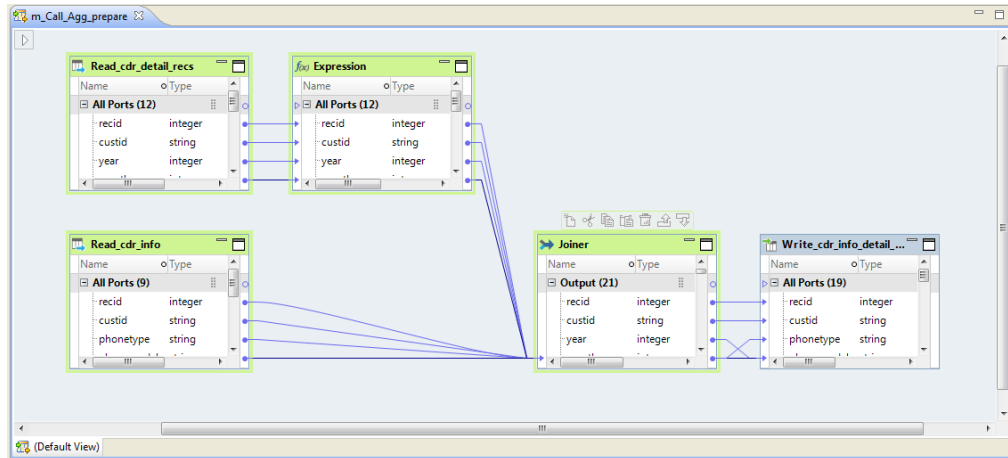 m_Call_Agg_prepare
Read_cdr_detail_recs
Name Type
All Ports (12)
recid integer
custid string
year integer
f(x) Expression
Name Type
All Ports (12)
recid integer
custid string
year integer
Read_cdr_info
Name Type
All Ports (9)
recid integer
custid string
phonetype string
Joiner
Name Type
Output (21)
recid integer
custid string
year integer
Write_cdr_info_detail_...
Name Type
All Ports (19)
recid integer
custid string
phonetype string
(Default View)